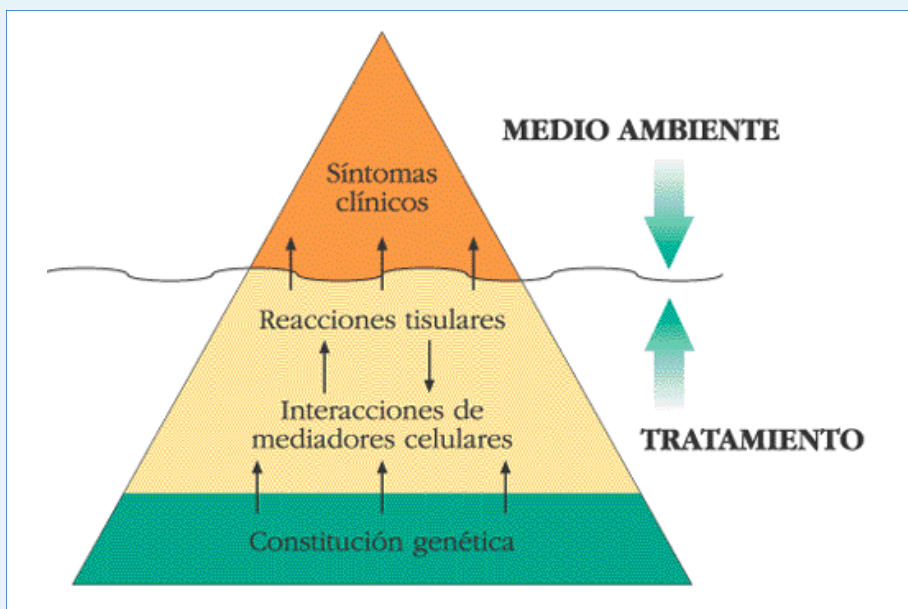 MEDIO AMBIENTE
Síntomas
clínicos
Reacciones tisulares
Interacciones de
mediadores celulares
TRATAMIENTO
Constitución genética